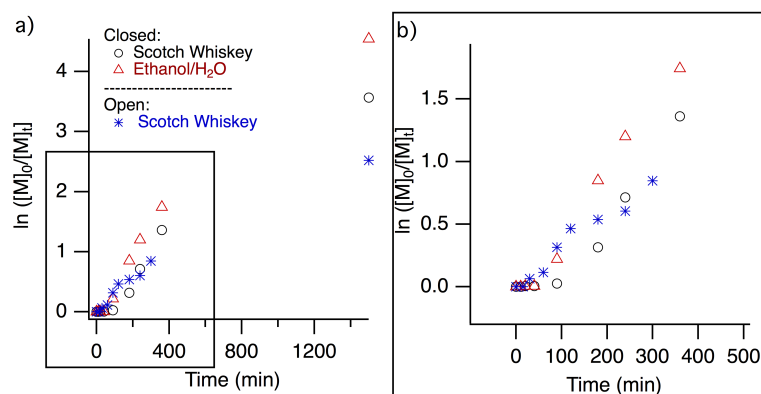 a)
Closed:
Scotch Whiskey
Ethanol/H₂O
Open:
Scotch Whiskey
ln ([M]₀/[M]ₜ]
4
3
2
1
0
0
400
800
1200
Time (min)
b)
ln ([M]₀/[M]ₜ]
1.5
1.0
0.5
0.0
0
100
200
300
400
500
Time (min)